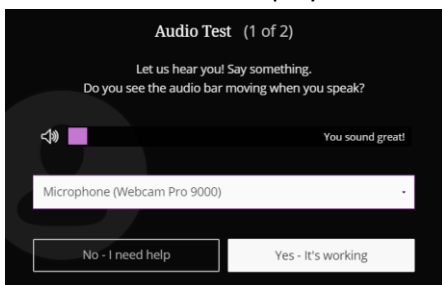 Audio Test (1 of 2)
Let us hear you! Say something.
Do you see the audio bar moving when you speak?
You sound great!
Microphone (Webcam Pro 9000)
No - I need help
Yes - It's working